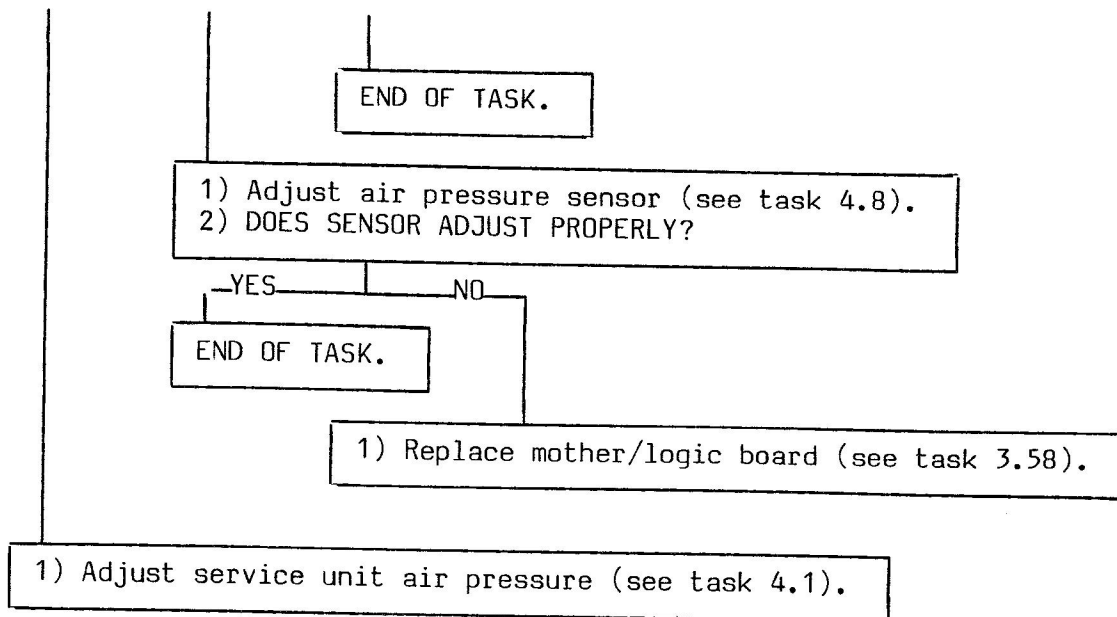 END OF TASK.
1) Adjust air pressure sensor (see task 4.8).
2) DOES SENSOR ADJUST PROPERLY?
YES NO
END OF TASK.
1) Replace mother/logic board (see task 3.58).
1) Adjust service unit air pressure (see task 4.1).